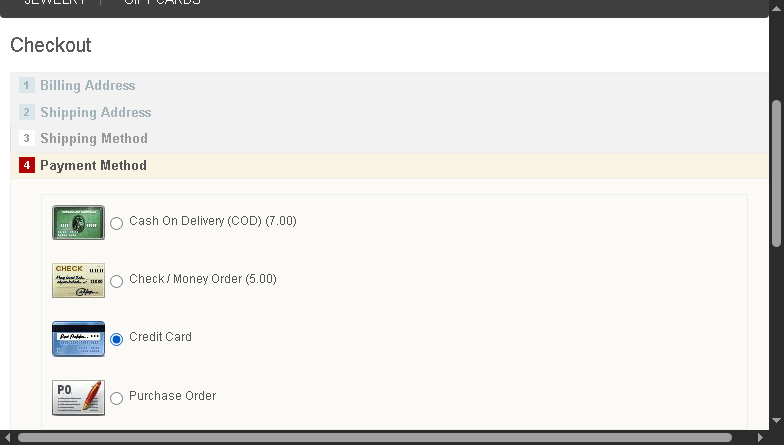 JEWELRY | GIFT CARDS
Checkout
1 Billing Address
2 Shipping Address
3 Shipping Method
4 Payment Method
Cash On Delivery (COD) (7.00)
CHECK
Check / Money Order (5.00)
Credit Card
PO
Purchase Order